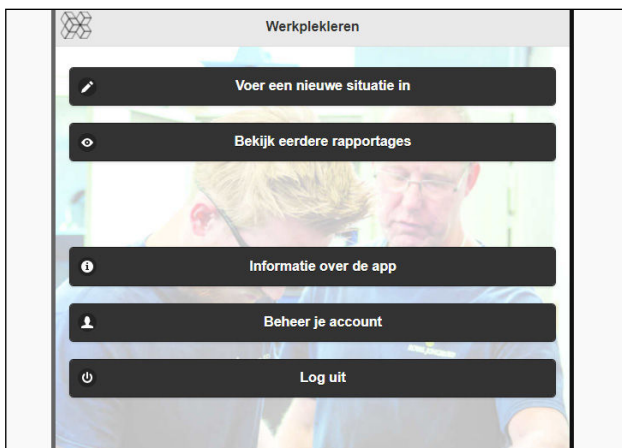 Werkplekleren
Voer een nieuwe situatie in
Bekijk eerdere rapportages
Informatie over de app
Beheer je account
Log uit